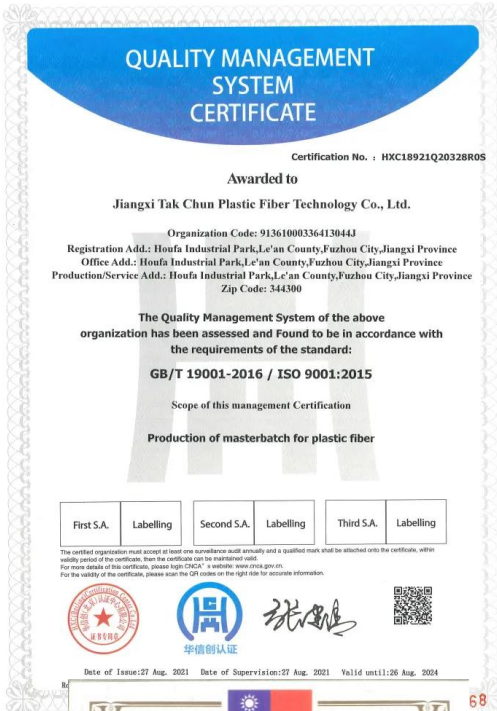 QUALITY MANAGEMENT
SYSTEM
CERTIFICATE
Certification No. : HXC18921Q20328R0S
Awarded to
Jiangxi Tak Chun Plastic Fiber Technology Co., Ltd.
Organization Code: 91361000336413044J
Registration Add.: Houfa Industrial Park,Le'an County,Fuzhou City,Jiangxi Province
Office Add.: Houfa Industrial Park,Le'an County,Fuzhou City,Jiangxi Province
Production/Service Add.: Houfa Industrial Park,Le'an County,Fuzhou City,Jiangxi Province
Zip Code: 344300
The Quality Management System of the above
organization has been assessed and Found to be in accordance with
the requirements of the standard:
GB/T 19001-2016 / ISO 9001:2015
Scope of this management Certification
Production of masterbatch for plastic fiber
First S.A. Labelling Second S.A. Labelling Third S.A. Labelling
The certified organization must accept at least one surveillance audit annually and a qualified mark shall be attached onto the certificate, within
validity period of the certificate, then the certificate can be maintained valid.
For more details of this certificate, please login CNCA' s website: www.cnca.gov.cn.
For the validity of the certificate, please scan the QR codes on the right ride for accurate information.
证书专用章
华信创认证
Date of Issue:27 Aug. 2021 Date of Supervision:27 Aug. 2021 Valid until:26 Aug. 2024
68